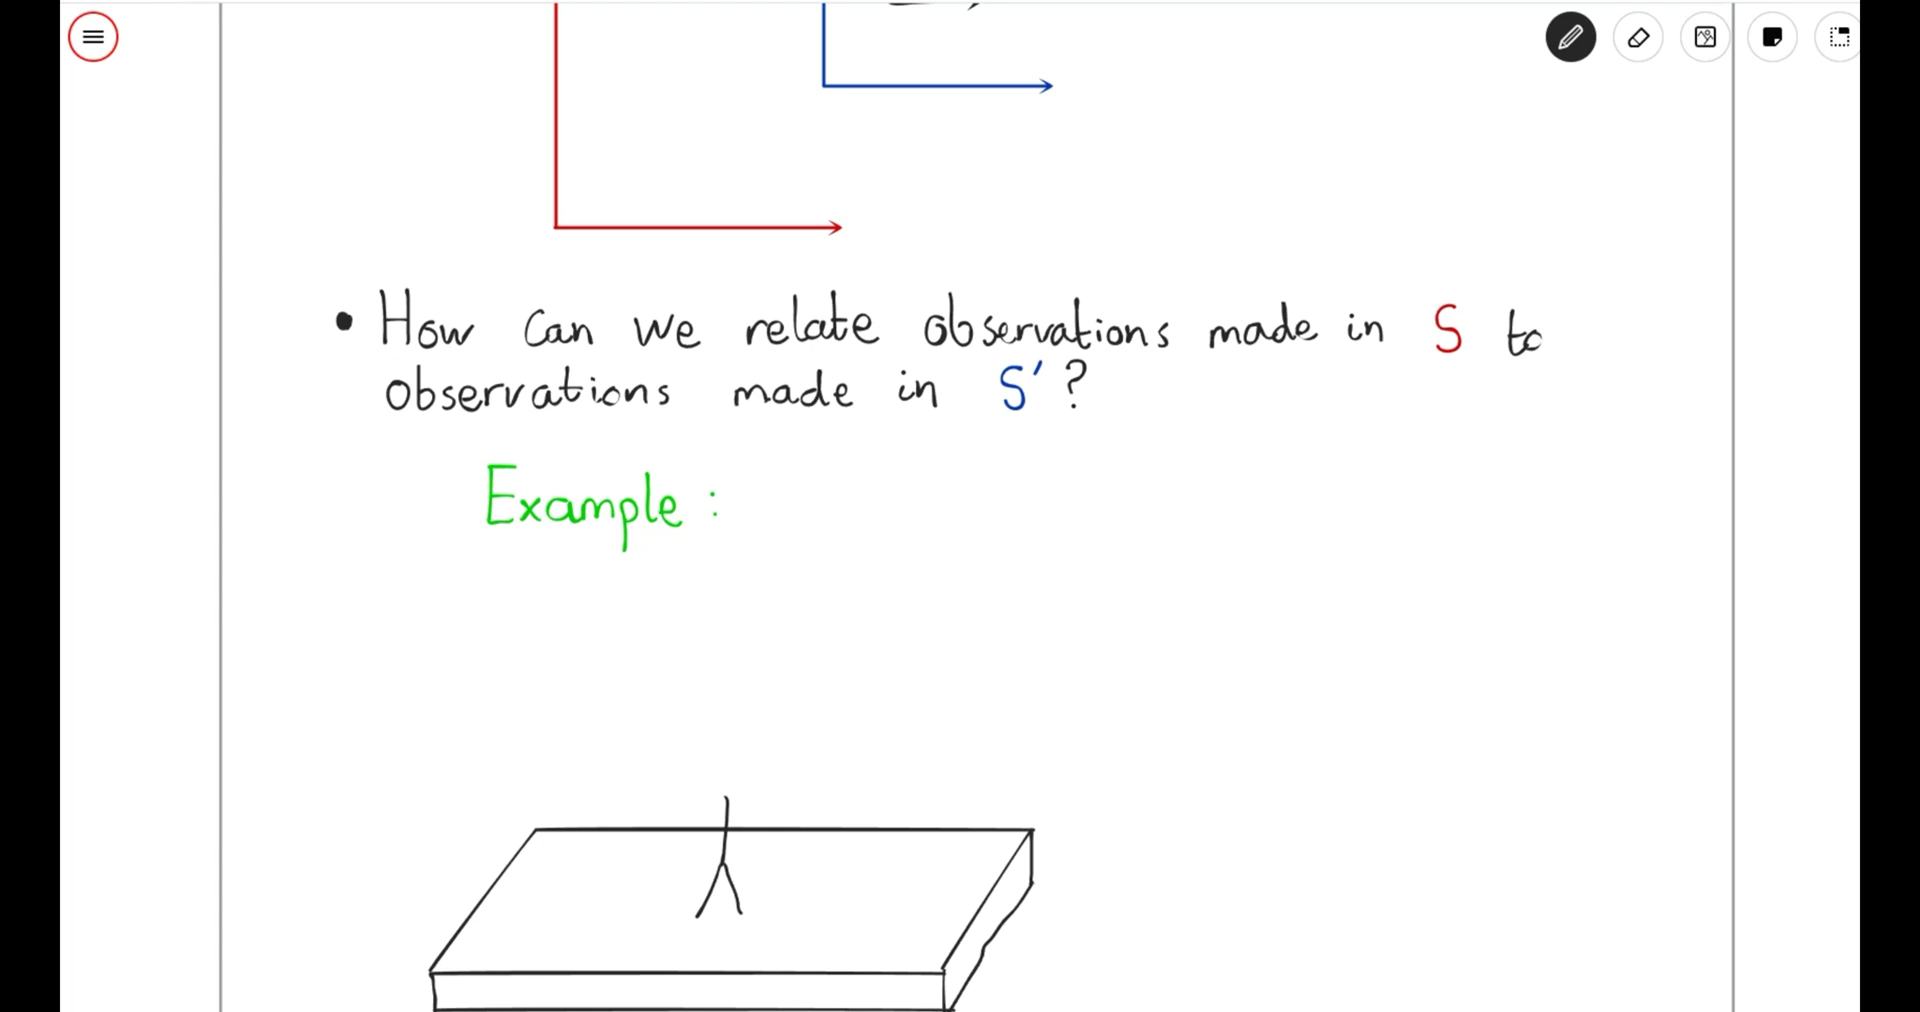 • How can we relate observations made in S to
observations made in S'?
Example :